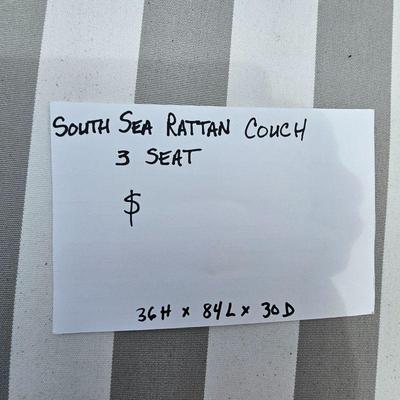 SOUTH SEA RATTAN COUCH
3 SEAT
$
36H x 84L x 30D